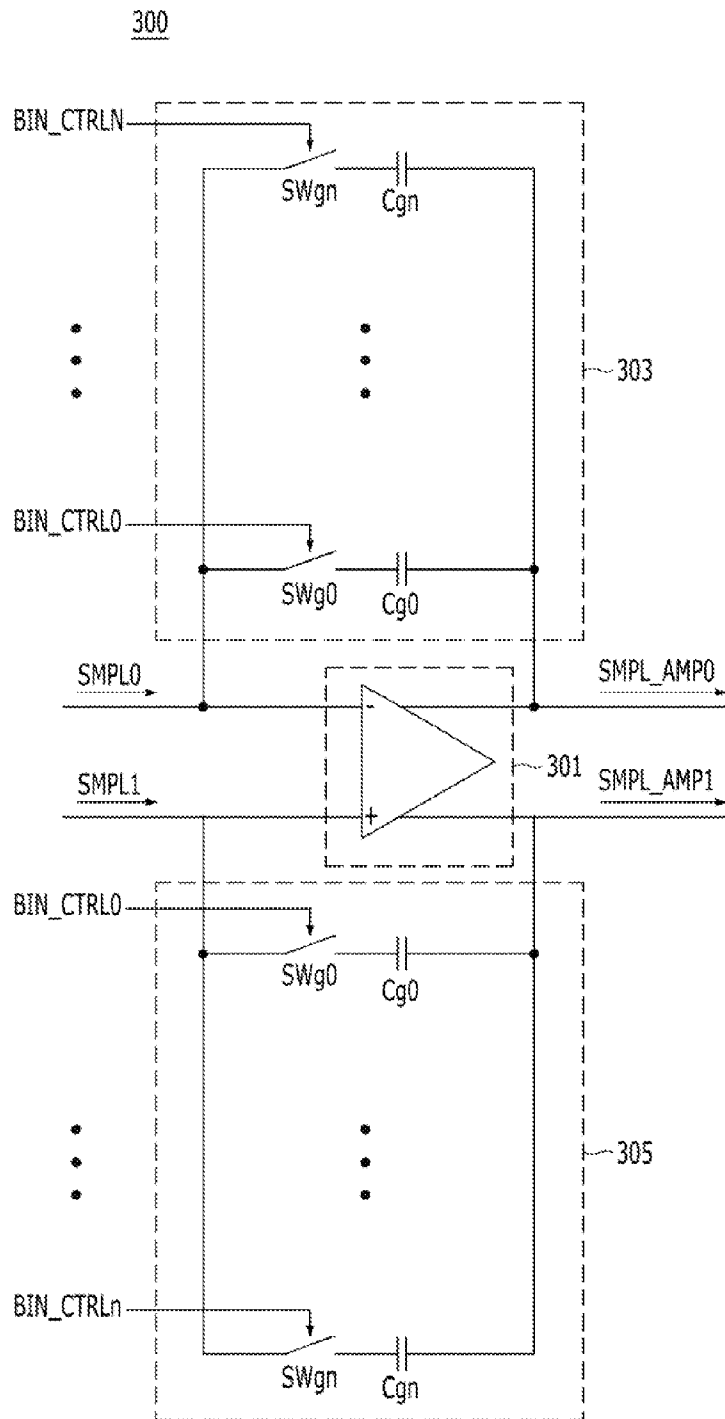 300
BIN_CTRLN
SWgn
Cgn
303
BIN_CTRL0
SWg0
Cg0
SMPL0
SMPL_AMP0
-
301
SMPL1
SMPL_AMP1
+
BIN_CTRL0
SWg0
Cg0
305
BIN_CTRLn
SWgn
Cgn